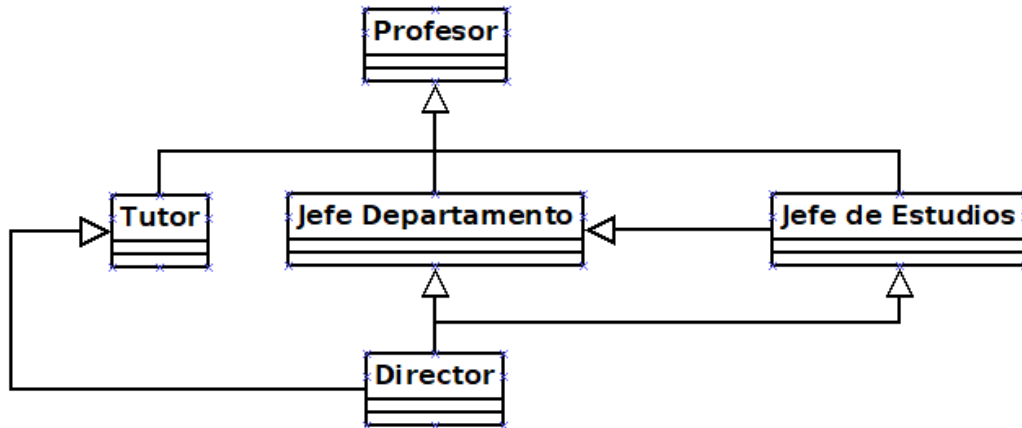 Profesor
Tutor
Jefe Departamento
Jefe de Estudios
Director